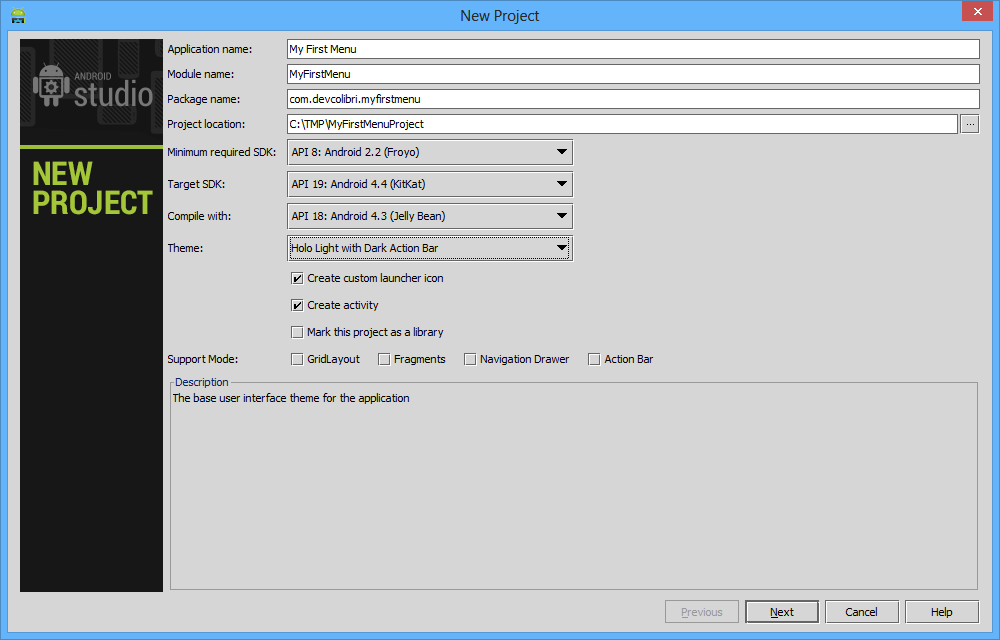 New Project
ANDROID
studio
NEW
PROJECT
Application name: My First Menu
Module name: MyFirstMenu
Package name: com.devcolibri.myfirstmenu
Project location: C:\TMP\MyFirstMenuProject ...
Minimum required SDK: API 8: Android 2.2 (Froyo)
Target SDK: API 19: Android 4.4 (KitKat)
Compile with: API 18: Android 4.3 (Jelly Bean)
Theme: Holo Light with Dark Action Bar
Create custom launcher icon
Create activity
Mark this project as a library
Support Mode: GridLayout Fragments Navigation Drawer Action Bar
Description
The base user interface theme for the application
Previous Next Cancel Help